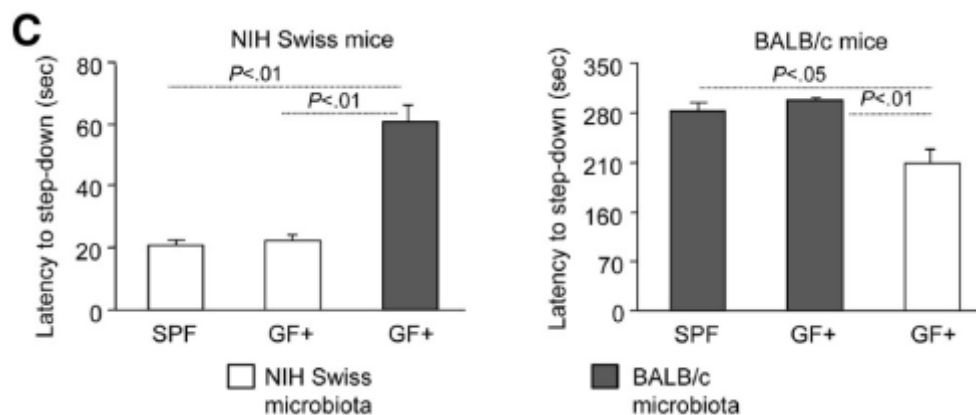 C
NIH Swiss mice
Latency to step-down (sec)
80
60
40
20
0
P<.01
P<.01
SPF
GF+
GF+
BALB/c mice
Latency to step-down (sec)
350
280
210
160
70
0
P<.05
P<.01
SPF
GF+
GF+
NIH Swiss
microbiota
BALB/c
microbiota